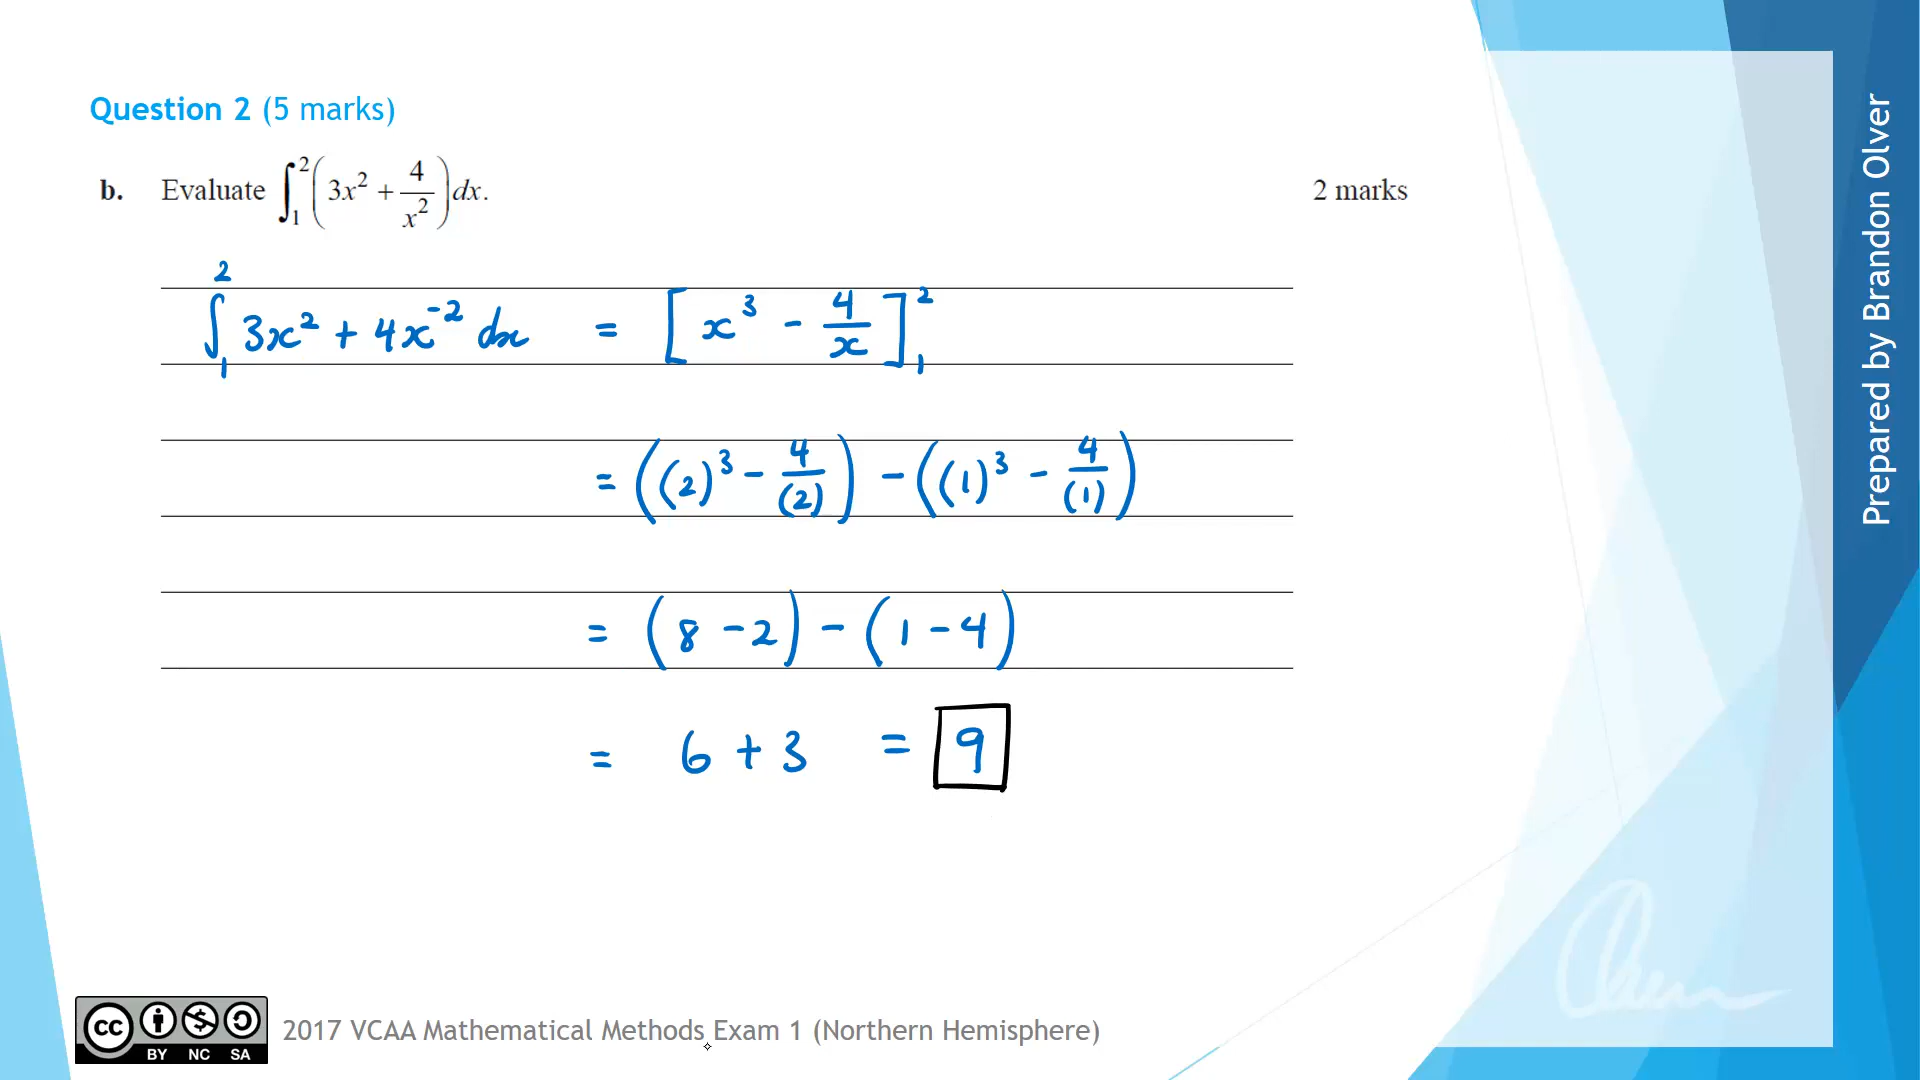 Question 2 (5 marks)
b. Evaluate ∫₁² (3x² + 4/x²) dx. 2 marks
∫₁² 3x² + 4x⁻² dx = [x³ − 4/x]₁²
= ((2)³ − 4/(2)) − ((1)³ − 4/(1))
= (8 − 2) − (1 − 4)
= 6 + 3 = 9
Prepared by Brandon Olver
cc BY NC SA
2017 VCAA Mathematical Methods Exam 1 (Northern Hemisphere)